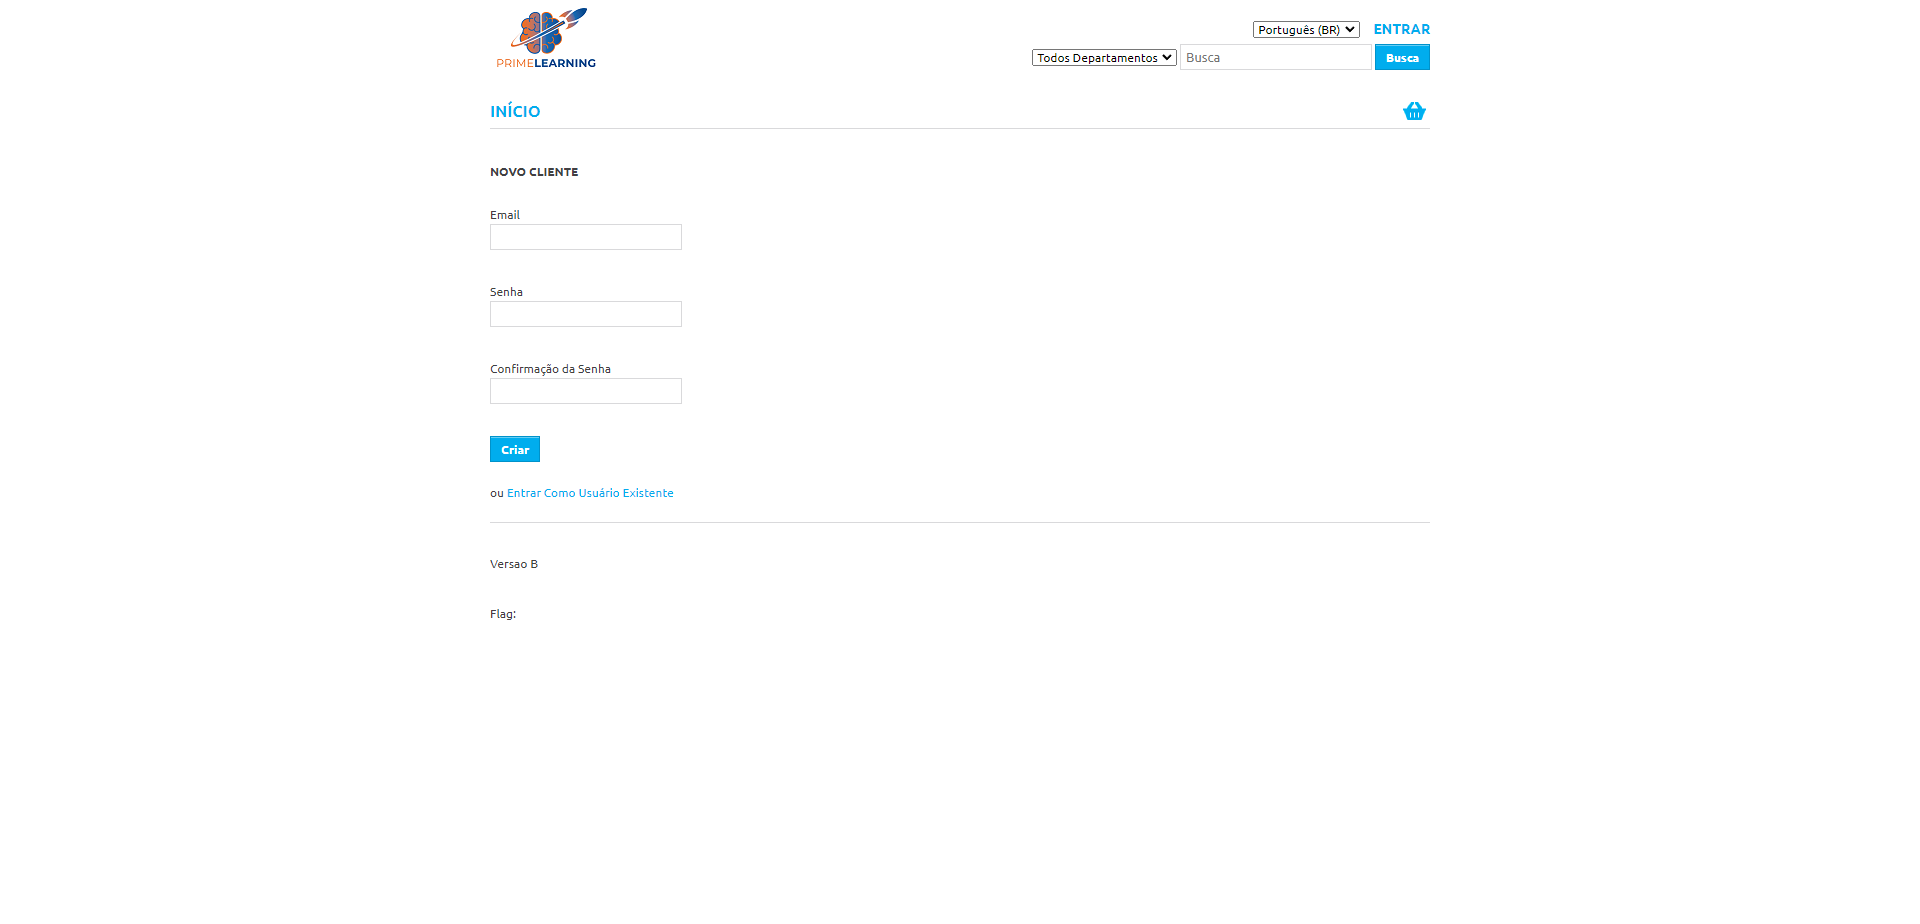 PRIMELEARNING
Português (BR) ENTRAR
Todos Departamentos Busca Busca
INÍCIO
NOVO CLIENTE
Email
Senha
Confirmação da Senha
Criar
ou Entrar Como Usuário Existente
Versao B
Flag: